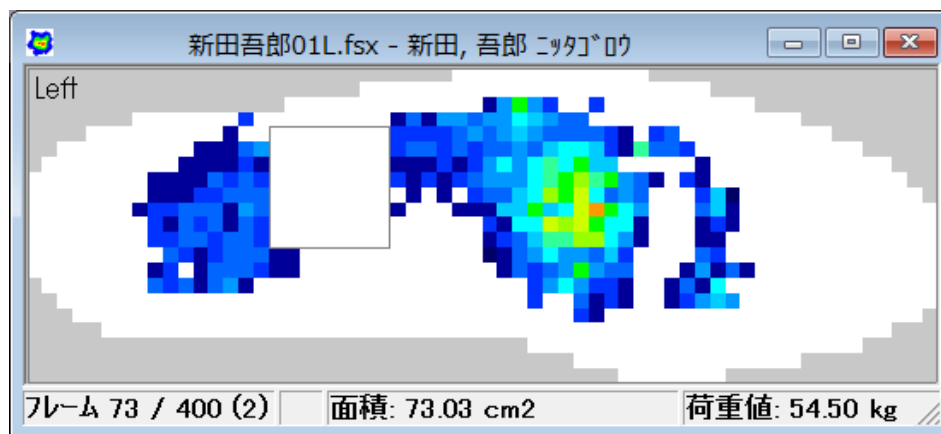 新田吾郎01L.fsx - 新田, 吾郎 ﾆｯﾀｺﾞﾛｳ
Left
ﾌﾚｰﾑ 73 / 400 (2) 面積: 73.03 cm2 荷重値: 54.50 kg